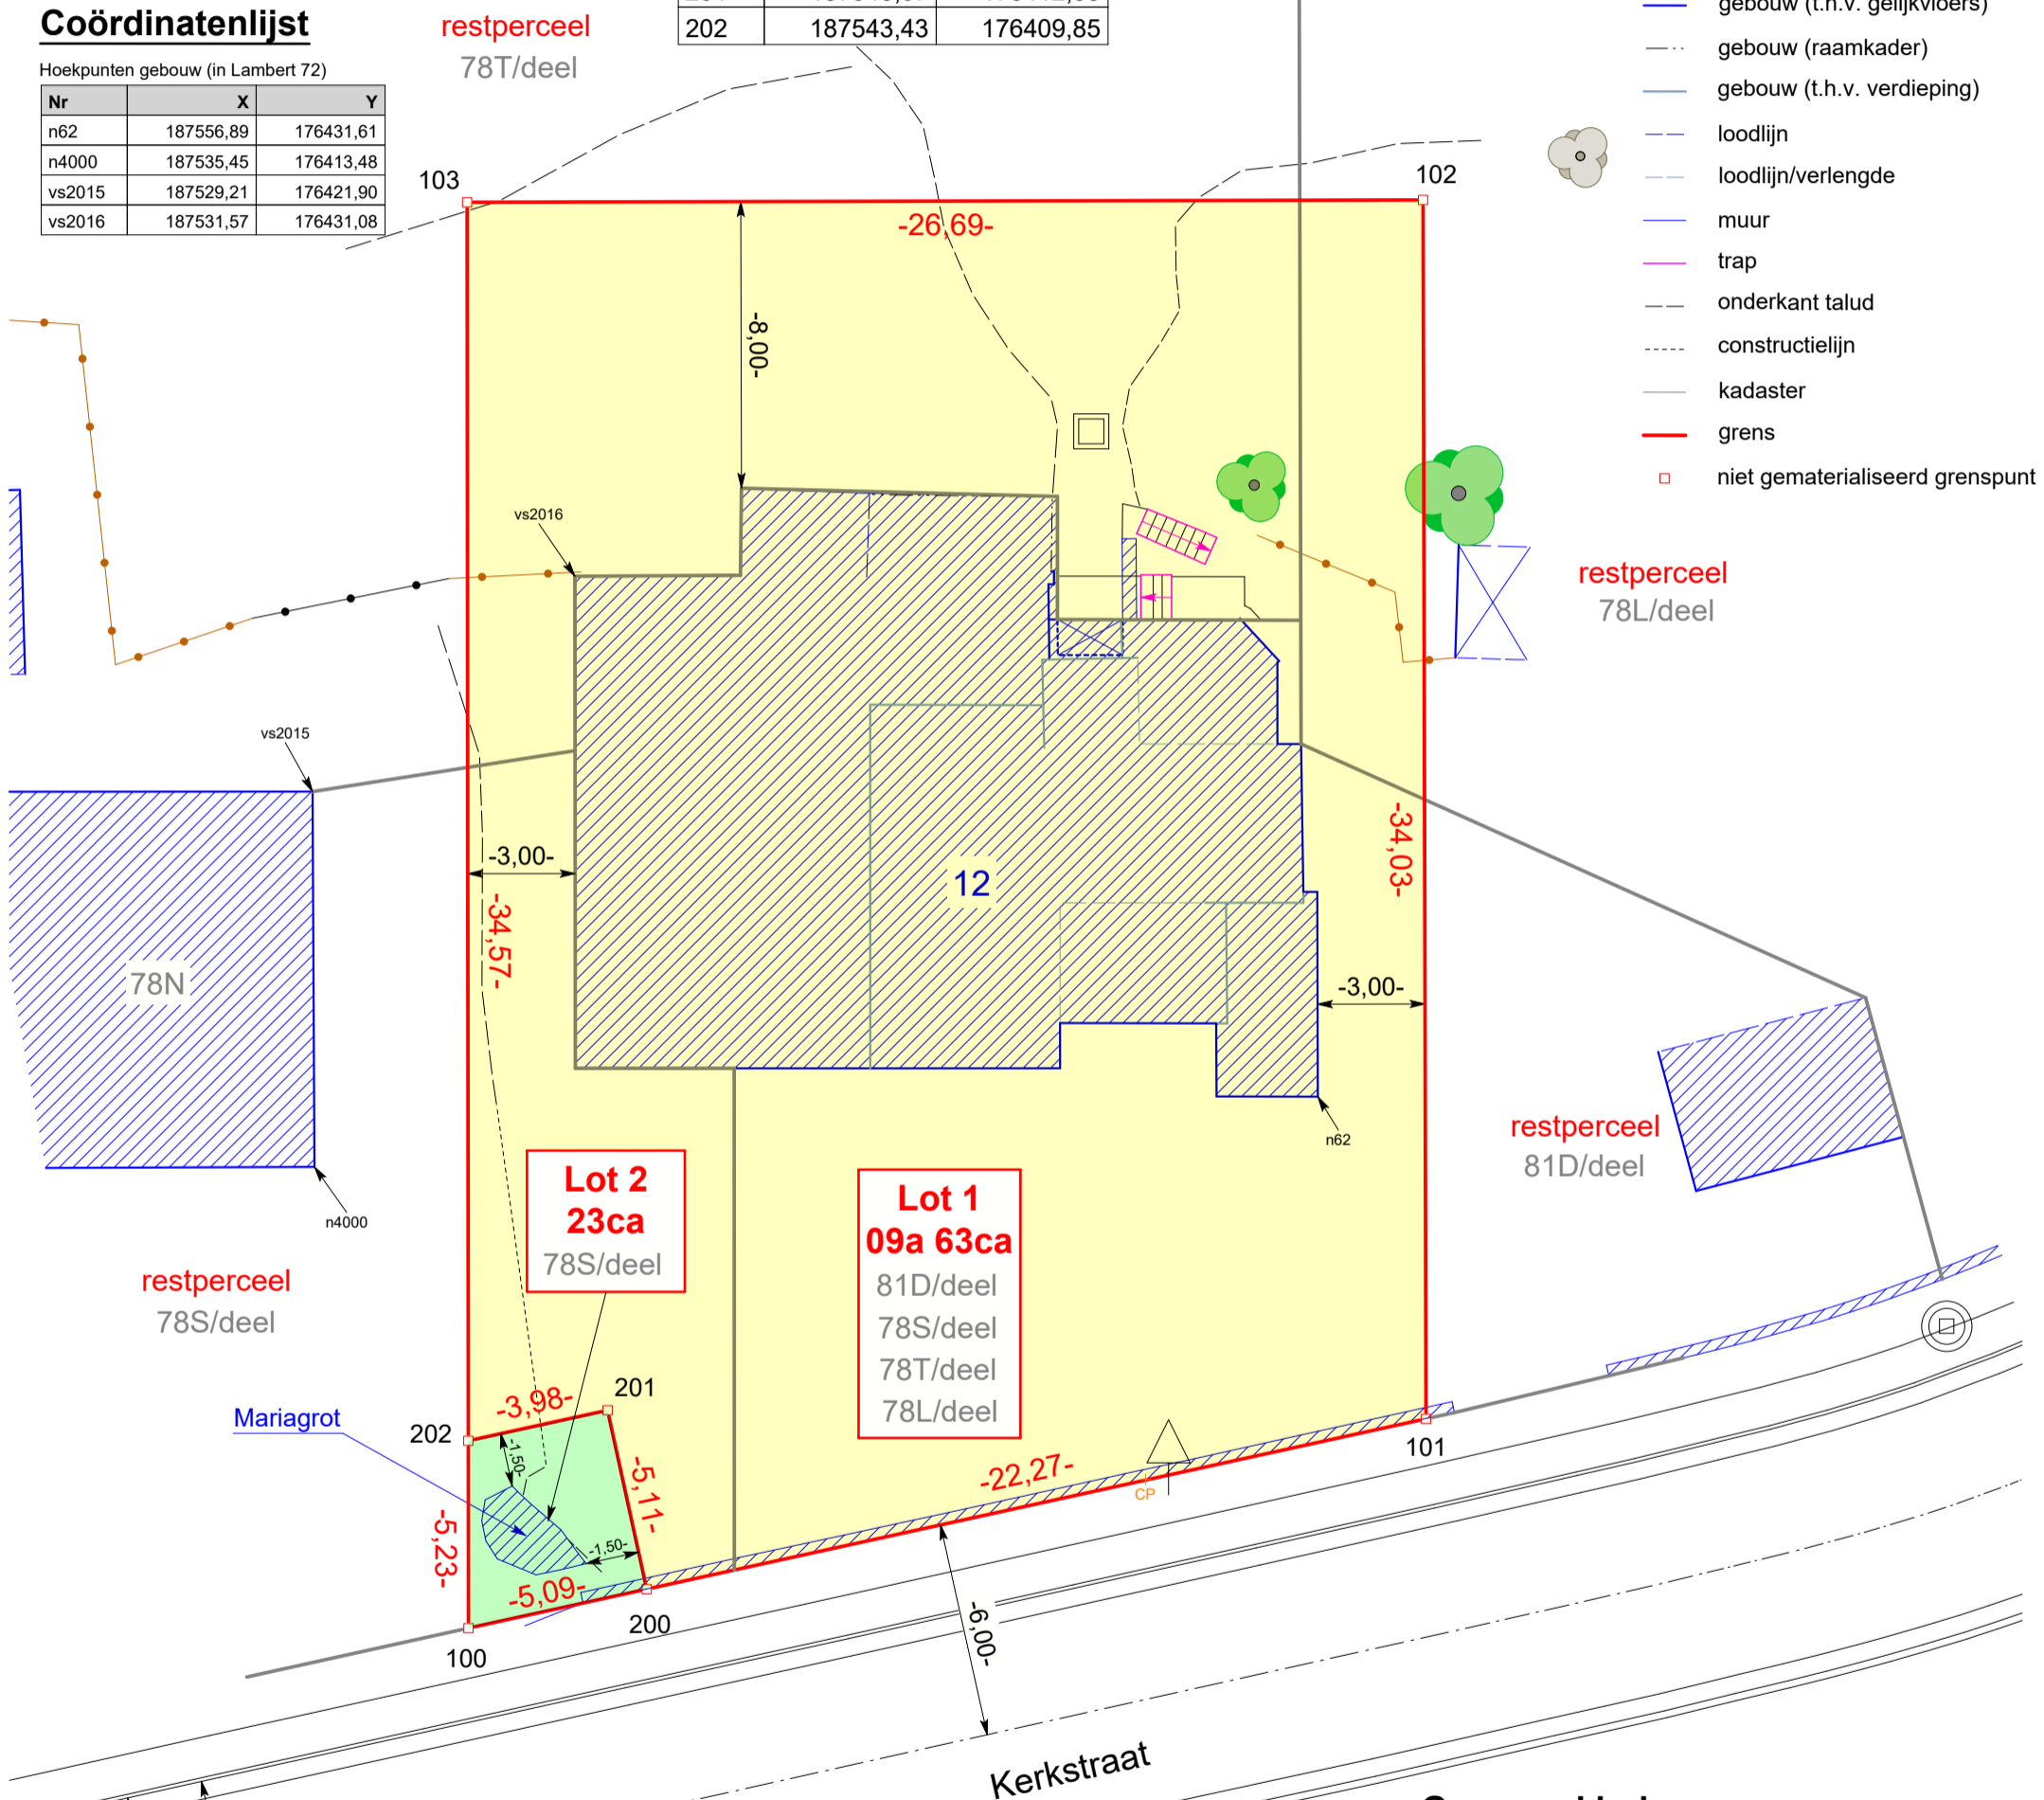 Coördinatenlijst
Hoekpunten gebouw (in Lambert 72)
Nr X Y
n62 187556,89 176431,61
n4000 187535,45 176413,48
vs2015 187529,21 176421,90
vs2016 187531,57 176431,08
restperceel
78T/deel
202 187543,43 176409,85
gebouw (t.h.v. gelijkvloers)
gebouw (raamkader)
gebouw (t.h.v. verdieping)
loodlijn
loodlijn/verlengde
muur
trap
onderkant talud
constructielijn
kadaster
grens
niet gematerialiseerd grenspunt
103
102
-26,69-
-8,00-
vs2016
restperceel
78L/deel
vs2015
-3,00-
12
-34,03-
-34,57-
78N
-3,00-
n62
restperceel
81D/deel
n4000
Lot 2
23ca
78S/deel
Lot 1
09a 63ca
81D/deel
78S/deel
78T/deel
78L/deel
restperceel
78S/deel
-3,98-
201
Mariagrot
202
-1,50-
-5,11-
-22,27-
101
CP
-5,23-
-1,50-
-5,09-
200
100
-6,00-
Kerkstraat